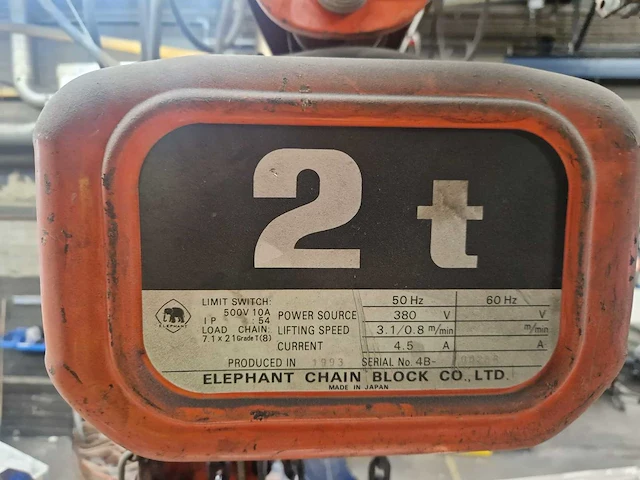 2 t
LIMIT SWITCH:
500V 10A
IP : 54
LOAD CHAIN:
7.1 x 21 Grade T(8)
ELEPHANT
50 Hz 60 Hz
POWER SOURCE 380 V V
LIFTING SPEED 3.1/0.8 m/min m/min
CURRENT 4.5 A A
PRODUCED IN 1993 SERIAL No. 4B-
ELEPHANT CHAIN BLOCK CO., LTD.
MADE IN JAPAN